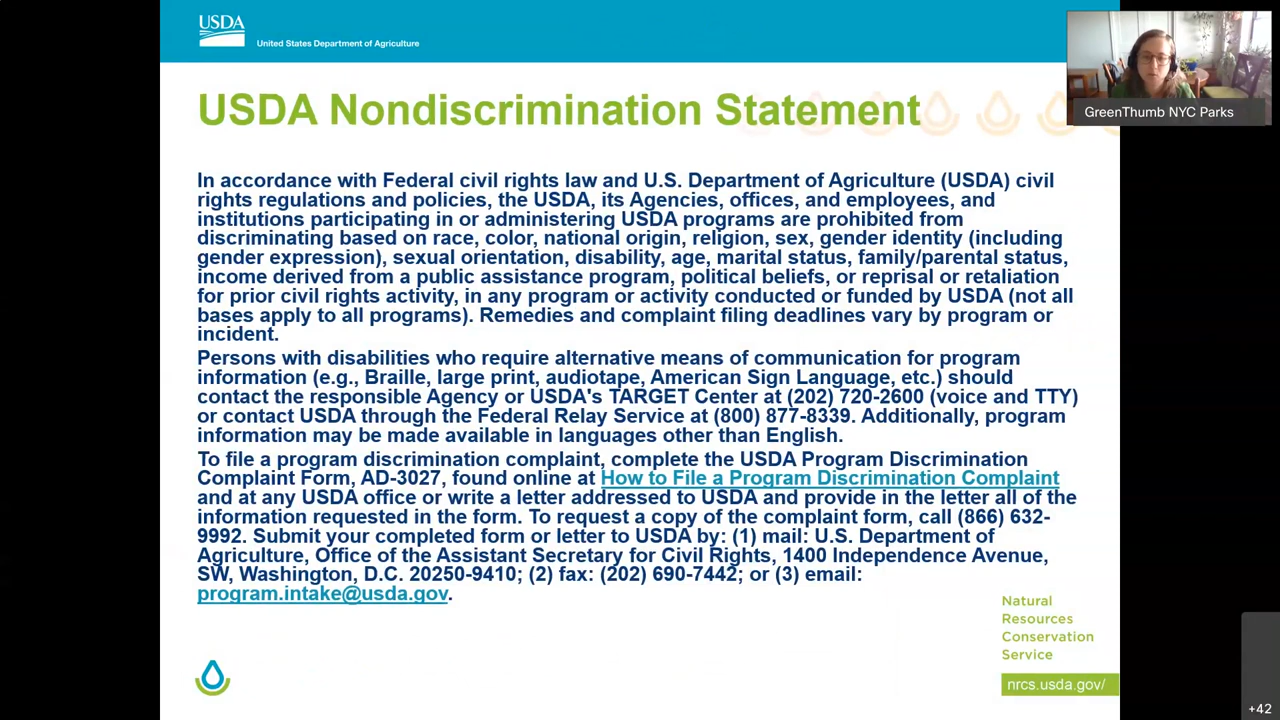 USDA
United States Department of Agriculture
GreenThumb NYC Parks
USDA Nondiscrimination Statement
In accordance with Federal civil rights law and U.S. Department of Agriculture (USDA) civil
rights regulations and policies, the USDA, its Agencies, offices, and employees, and
institutions participating in or administering USDA programs are prohibited from
discriminating based on race, color, national origin, religion, sex, gender identity (including
gender expression), sexual orientation, disability, age, marital status, family/parental status,
income derived from a public assistance program, political beliefs, or reprisal or retaliation
for prior civil rights activity, in any program or activity conducted or funded by USDA (not all
bases apply to all programs). Remedies and complaint filing deadlines vary by program or
incident.
Persons with disabilities who require alternative means of communication for program
information (e.g., Braille, large print, audiotape, American Sign Language, etc.) should
contact the responsible Agency or USDA's TARGET Center at (202) 720-2600 (voice and TTY)
or contact USDA through the Federal Relay Service at (800) 877-8339. Additionally, program
information may be made available in languages other than English.
To file a program discrimination complaint, complete the USDA Program Discrimination
Complaint Form, AD-3027, found online at How to File a Program Discrimination Complaint
and at any USDA office or write a letter addressed to USDA and provide in the letter all of the
information requested in the form. To request a copy of the complaint form, call (866) 632-
9992. Submit your completed form or letter to USDA by: (1) mail: U.S. Department of
Agriculture, Office of the Assistant Secretary for Civil Rights, 1400 Independence Avenue,
SW, Washington, D.C. 20250-9410; (2) fax: (202) 690-7442; or (3) email:
program.intake@usda.gov.
Natural
Resources
Conservation
Service
nrcs.usda.gov/
+42